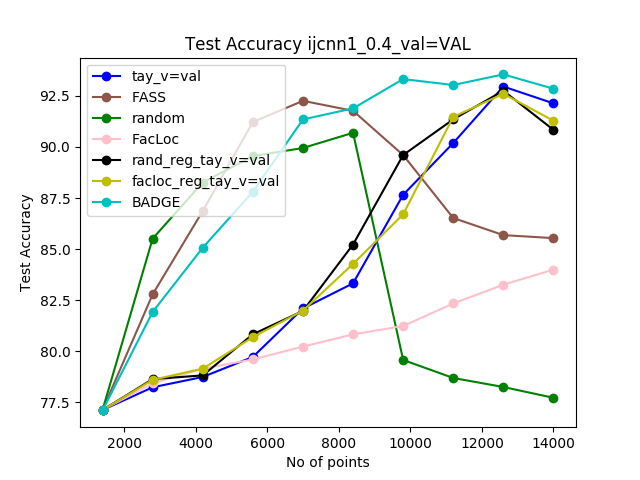 Test Accuracy ijcnn1_0.4_val=VAL
tay_v=val
FASS
random
FacLoc
rand_reg_tay_v=val
facloc_reg_tay_v=val
BADGE
92.5
90.0
87.5
85.0
82.5
80.0
77.5
Test Accuracy
2000 4000 6000 8000 10000 12000 14000
No of points